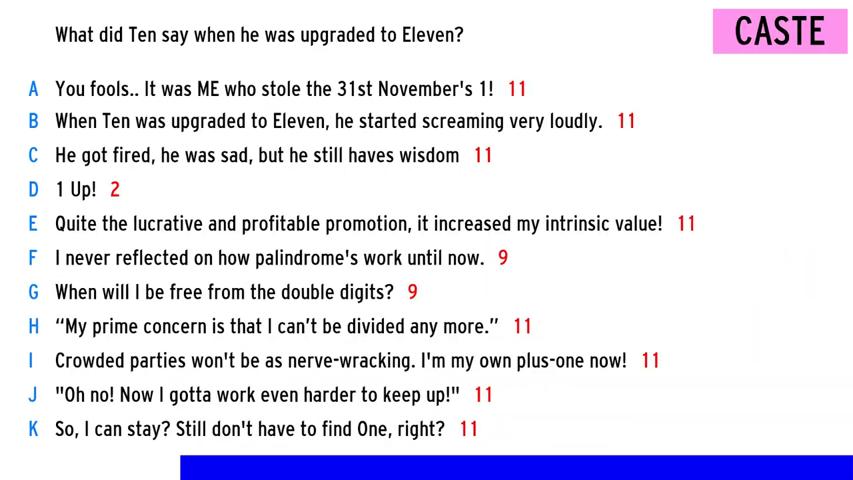 What did Ten say when he was upgraded to Eleven?
CASTE
A You fools.. It was ME who stole the 31st November's 1! 11
B When Ten was upgraded to Eleven, he started screaming very loudly. 11
C He got fired, he was sad, but he still haves wisdom 11
D 1 Up! 2
E Quite the lucrative and profitable promotion, it increased my intrinsic value! 11
F I never reflected on how palindrome's work until now. 9
G When will I be free from the double digits? 9
H “My prime concern is that I can’t be divided any more.” 11
I Crowded parties won't be as nerve-wracking. I'm my own plus-one now! 11
J "Oh no! Now I gotta work even harder to keep up!" 11
K So, I can stay? Still don't have to find One, right? 11